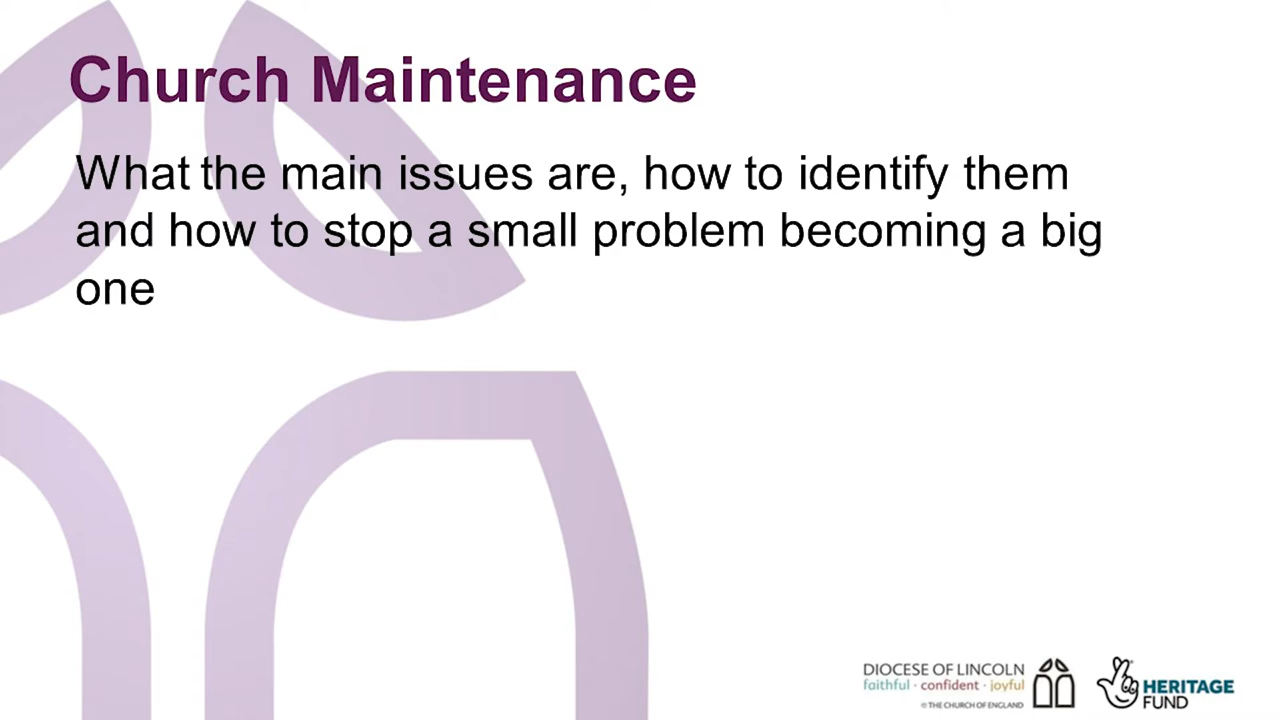 Church Maintenance
What the main issues are, how to identify them
and how to stop a small problem becoming a big
one
DIOCESE OF LINCOLN
faithful · confident · joyful
© THE CHURCH OF ENGLAND
HERITAGE
FUND